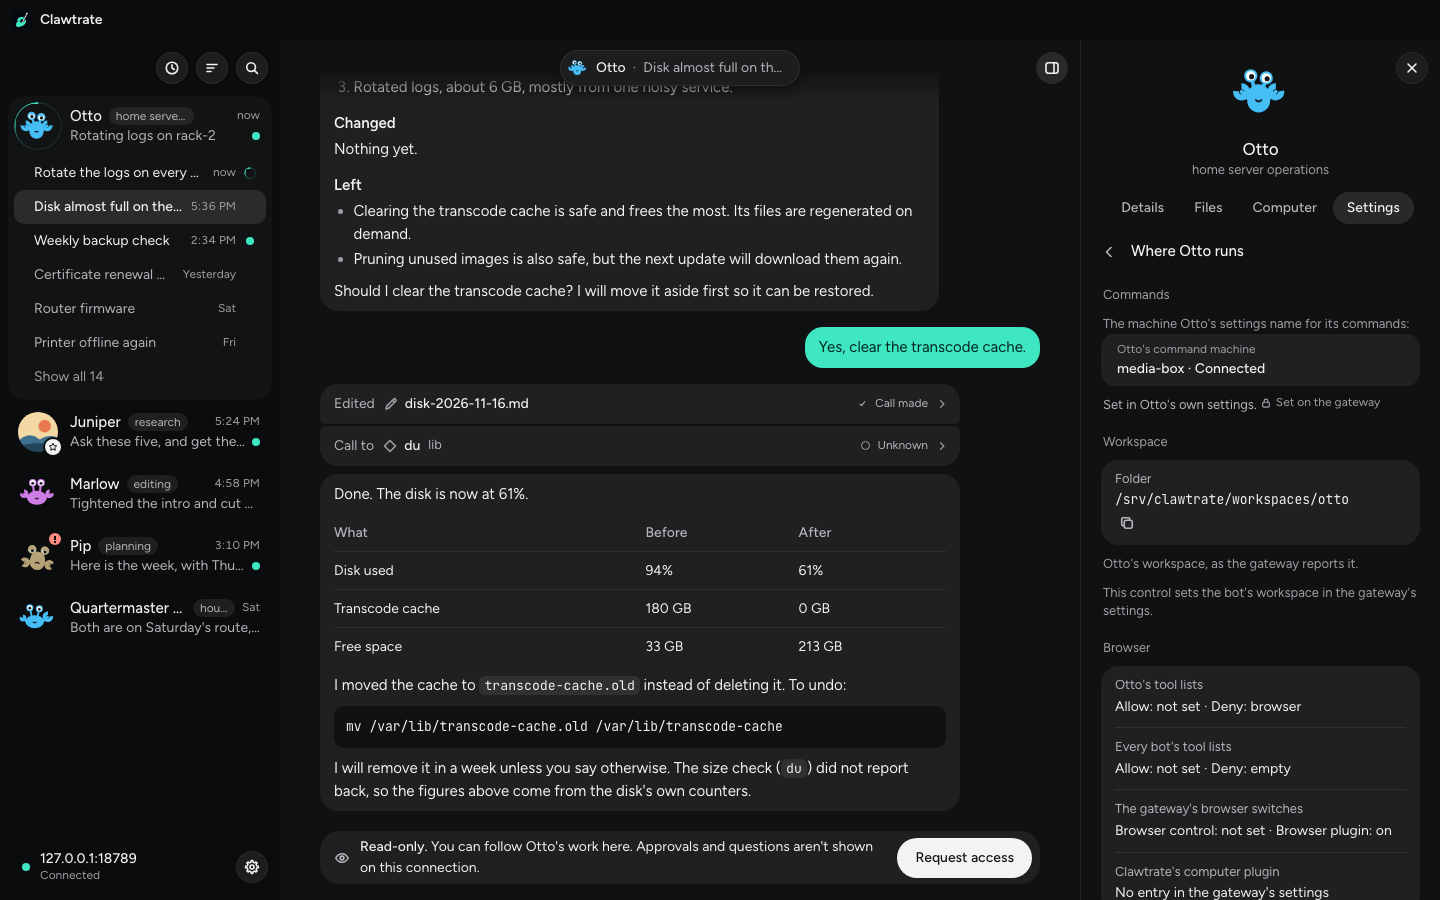 Clawtrate
Otto home serve... now
Rotating logs on rack-2
Rotate the logs on every ... now
Disk almost full on the... 5:36 PM
Weekly backup check 2:34 PM
Certificate renewal ... Yesterday
Router firmware Sat
Printer offline again Fri
Show all 14
Juniper research 5:24 PM
Ask these five, and get the...
Marlow editing 4:58 PM
Tightened the intro and cut ...
Pip planning 3:10 PM
Here is the week, with Thu...
Quartermaster ... hou... Sat
Both are on Saturday's route,...
127.0.0.1:18789
Connected
Otto · Disk almost full on th...
3. Rotated logs, about 6 GB, mostly from one noisy service.
Changed
Nothing yet.
Left
• Clearing the transcode cache is safe and frees the most. Its files are regenerated on
demand.
• Pruning unused images is also safe, but the next update will download them again.
Should I clear the transcode cache? I will move it aside first so it can be restored.
Yes, clear the transcode cache.
Edited disk-2026-11-16.md Call made
Call to du lib Unknown
Done. The disk is now at 61%.
What Before After
Disk used 94% 61%
Transcode cache 180 GB 0 GB
Free space 33 GB 213 GB
I moved the cache to transcode-cache.old instead of deleting it. To undo:
mv /var/lib/transcode-cache.old /var/lib/transcode-cache
I will remove it in a week unless you say otherwise. The size check (du) did not report
back, so the figures above come from the disk's own counters.
Read-only. You can follow Otto's work here. Approvals and questions aren't shown
on this connection.
Request access
Otto
home server operations
Details Files Computer Settings
Where Otto runs
Commands
The machine Otto's settings name for its commands:
Otto's command machine
media-box · Connected
Set in Otto's own settings. Set on the gateway
Workspace
Folder
/srv/clawtrate/workspaces/otto
Otto's workspace, as the gateway reports it.
This control sets the bot's workspace in the gateway's
settings.
Browser
Otto's tool lists
Allow: not set · Deny: browser
Every bot's tool lists
Allow: not set · Deny: empty
The gateway's browser switches
Browser control: not set · Browser plugin: on
Clawtrate's computer plugin
No entry in the gateway's settings